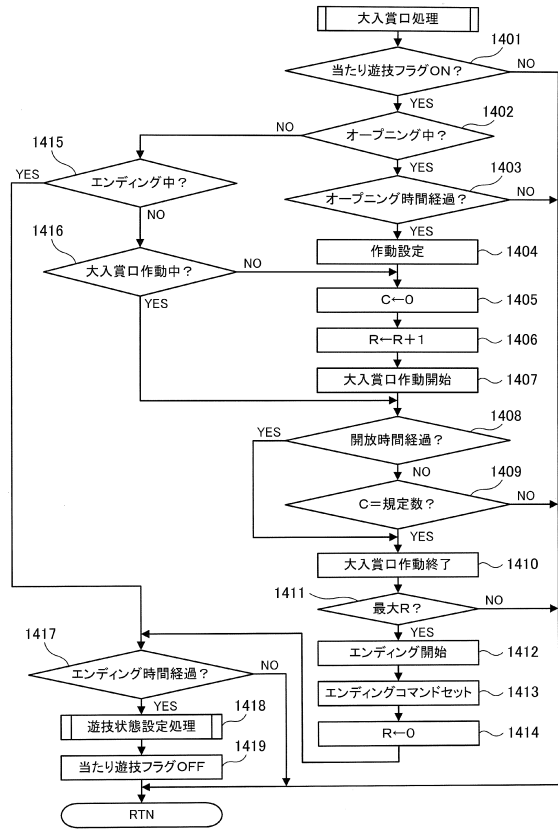 大入賞口処理
1401
当たり遊技フラグON?
NO
YES
1402
NO
オープニング中?
1415
YES
エンディング中?
YES
1403
オープニング時間経過?
NO
NO
YES
1416
作動設定
1404
大入賞口作動中?
NO
YES
C←0
1405
R←R+1
1406
大入賞口作動開始
1407
1408
YES
開放時間経過?
NO
1409
C=規定数?
NO
YES
大入賞口作動終了
1410
1411
最大R?
NO
YES
1417
エンディング開始
1412
エンディング時間経過?
NO
エンディングコマンドセット
1413
YES
遊技状態設定処理
1418
R←0
1414
1419
当たり遊技フラグOFF
RTN